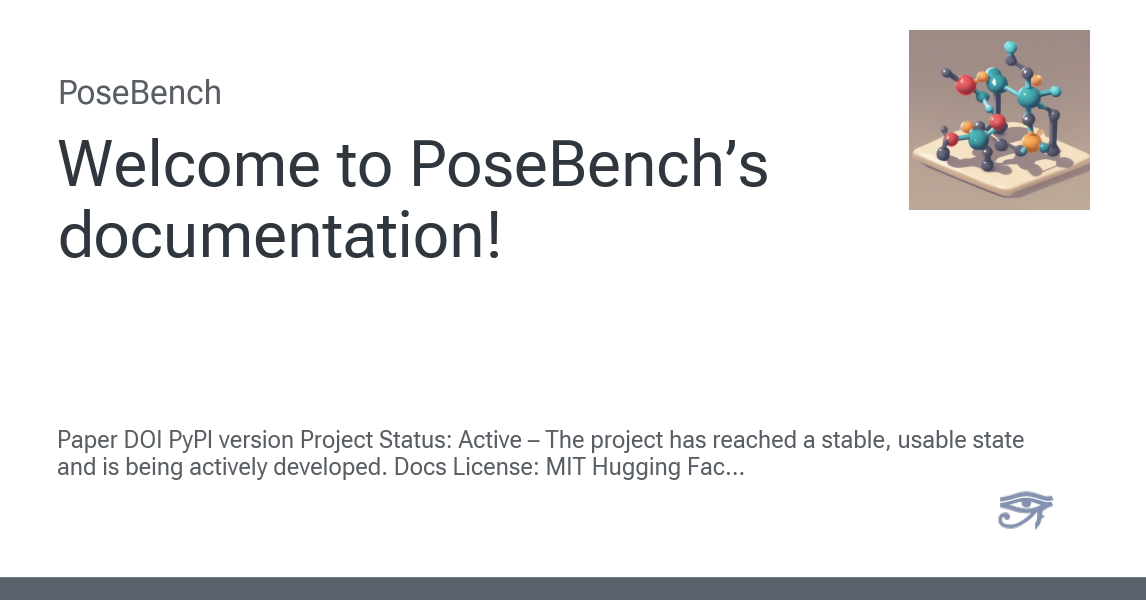 PoseBench
Welcome to PoseBench’s
documentation!
Paper DOI PyPI version Project Status: Active – The project has reached a stable, usable state
and is being actively developed. Docs License: MIT Hugging Fac...